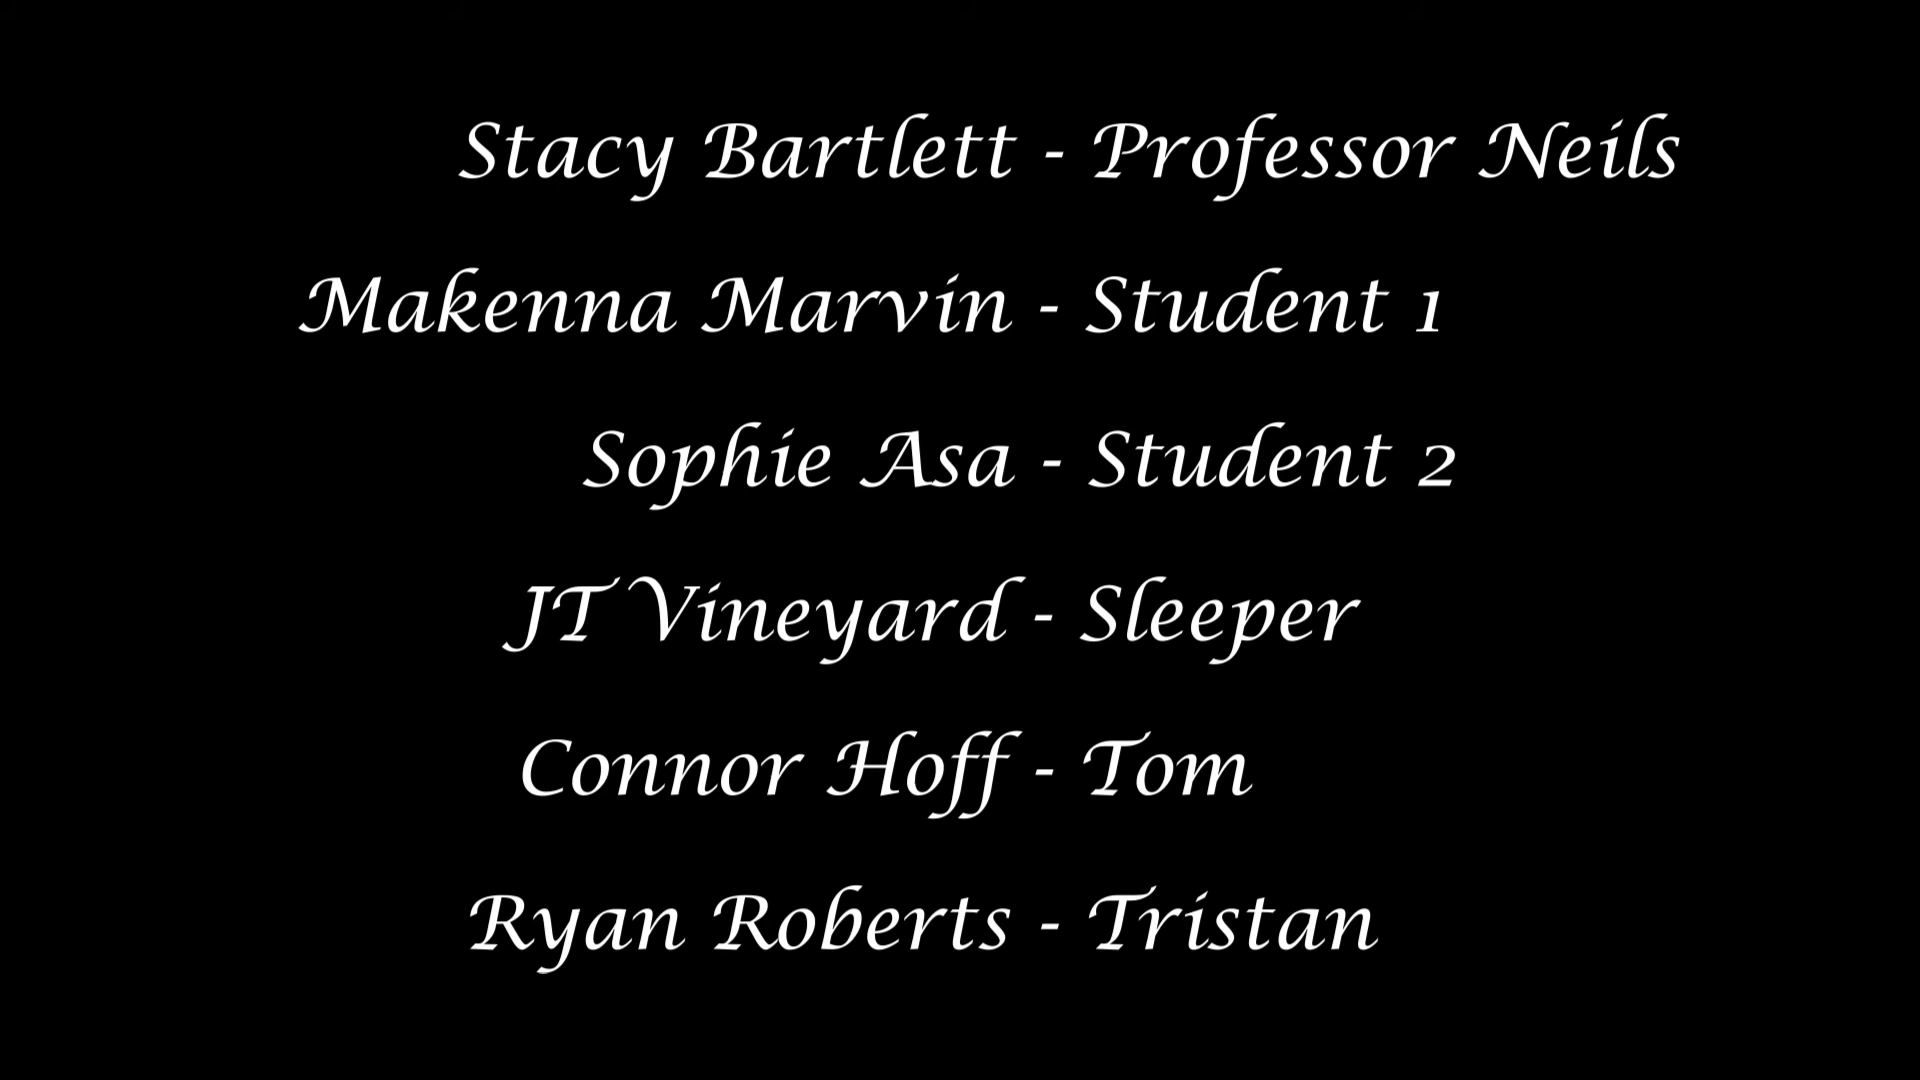 Stacy Bartlett - Professor Neils
Makenna Marvin - Student 1
Sophie Asa - Student 2
JT Vineyard - Sleeper
Connor Hoff - Tom
Ryan Roberts - Tristan